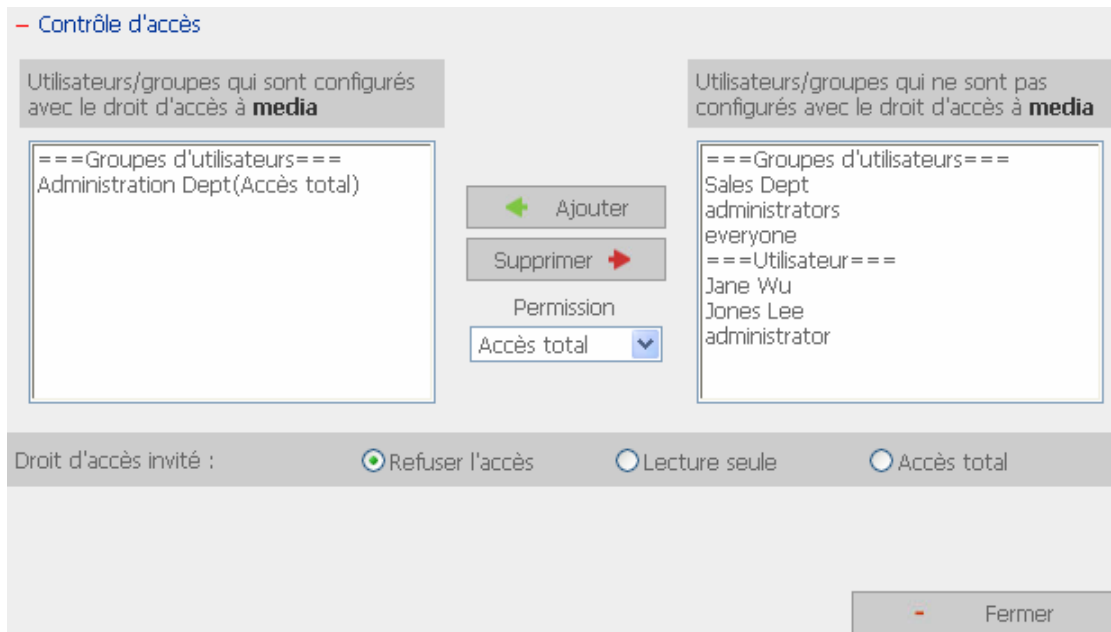 – Contrôle d'accès
Utilisateurs/groupes qui sont configurés
avec le droit d'accès à media
===Groupes d'utilisateurs===
Administration Dept(Accès total)
Ajouter
Supprimer
Permission
Accès total
Utilisateurs/groupes qui ne sont pas
configurés avec le droit d'accès à media
===Groupes d'utilisateurs===
Sales Dept
administrators
everyone
===Utilisateur===
Jane Wu
Jones Lee
administrator
Droit d'accès invité : Refuser l'accès Lecture seule Accès total
- Fermer